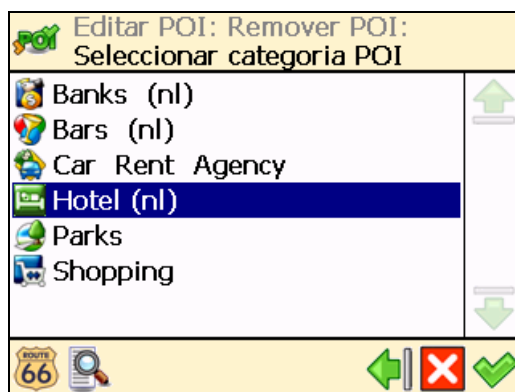 POI
Editar POI: Remover POI:
Seleccionar categoria POI
Banks (nl)
Bars (nl)
Car Rent Agency
Hotel (nl)
Parks
Shopping
ROUTE
66